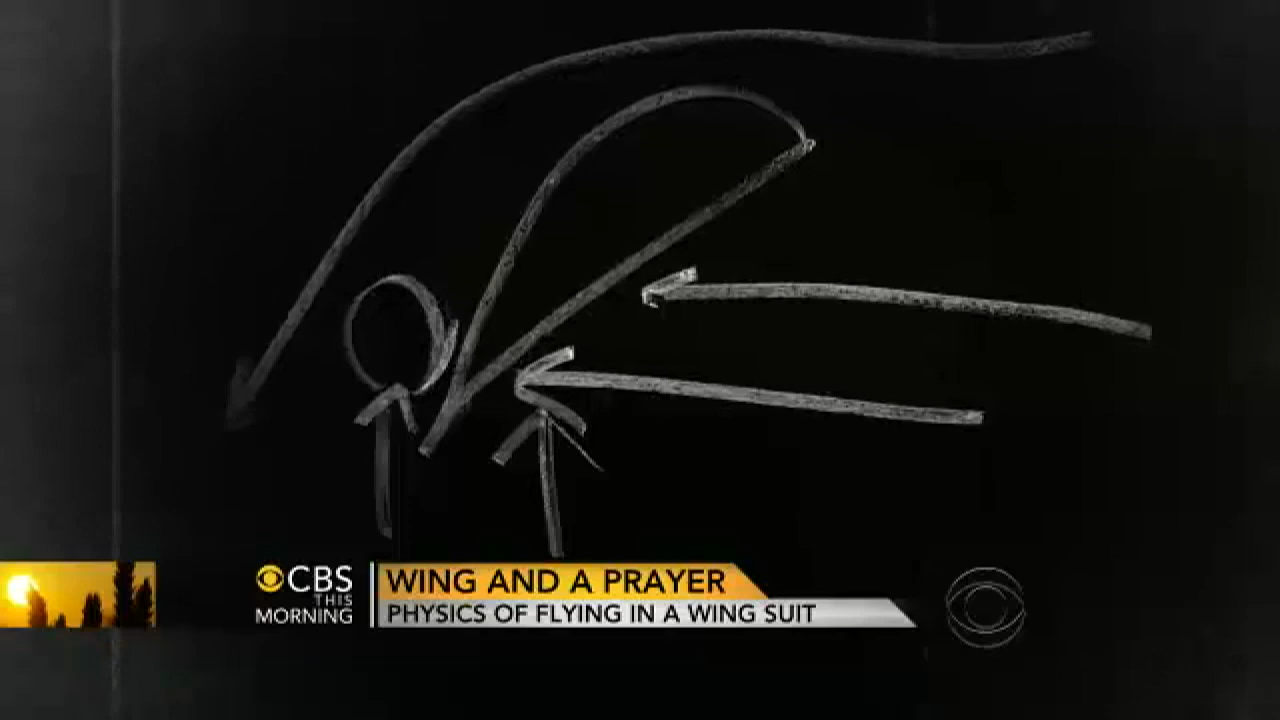 CBS
THIS
MORNING
WING AND A PRAYER
PHYSICS OF FLYING IN A WING SUIT